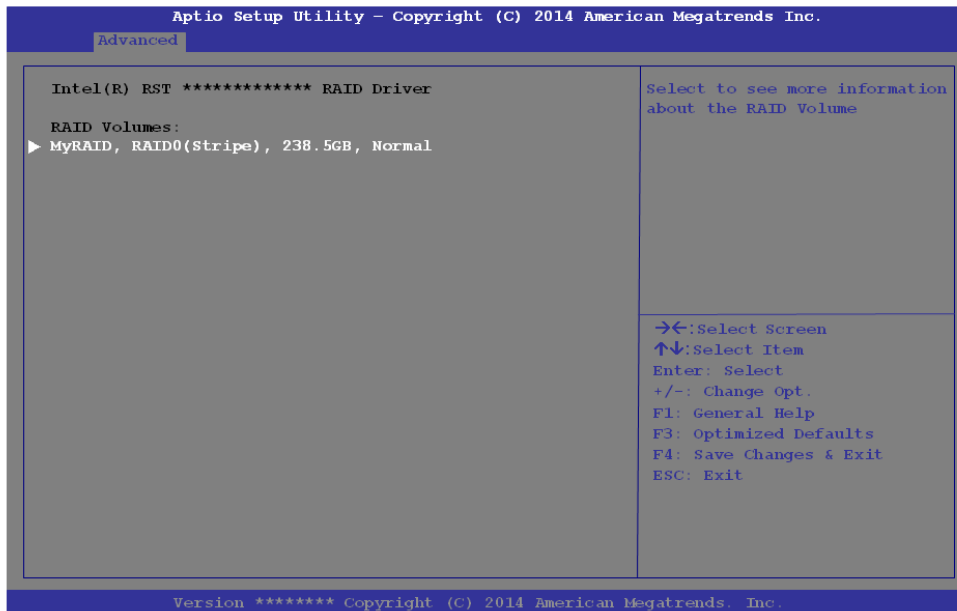 Aptio Setup Utility – Copyright (C) 2014 American Megatrends Inc.
Advanced
Intel(R) RST ************* RAID Driver
RAID Volumes:
▶ MyRAID, RAID0(Stripe), 238.5GB, Normal
Select to see more information
about the RAID Volume
→←:Select Screen
↑↓:Select Item
Enter: Select
+/-: Change Opt.
F1: General Help
F3: Optimized Defaults
F4: Save Changes & Exit
ESC: Exit
Version ******** Copyright (C) 2014 American Megatrends. Inc.